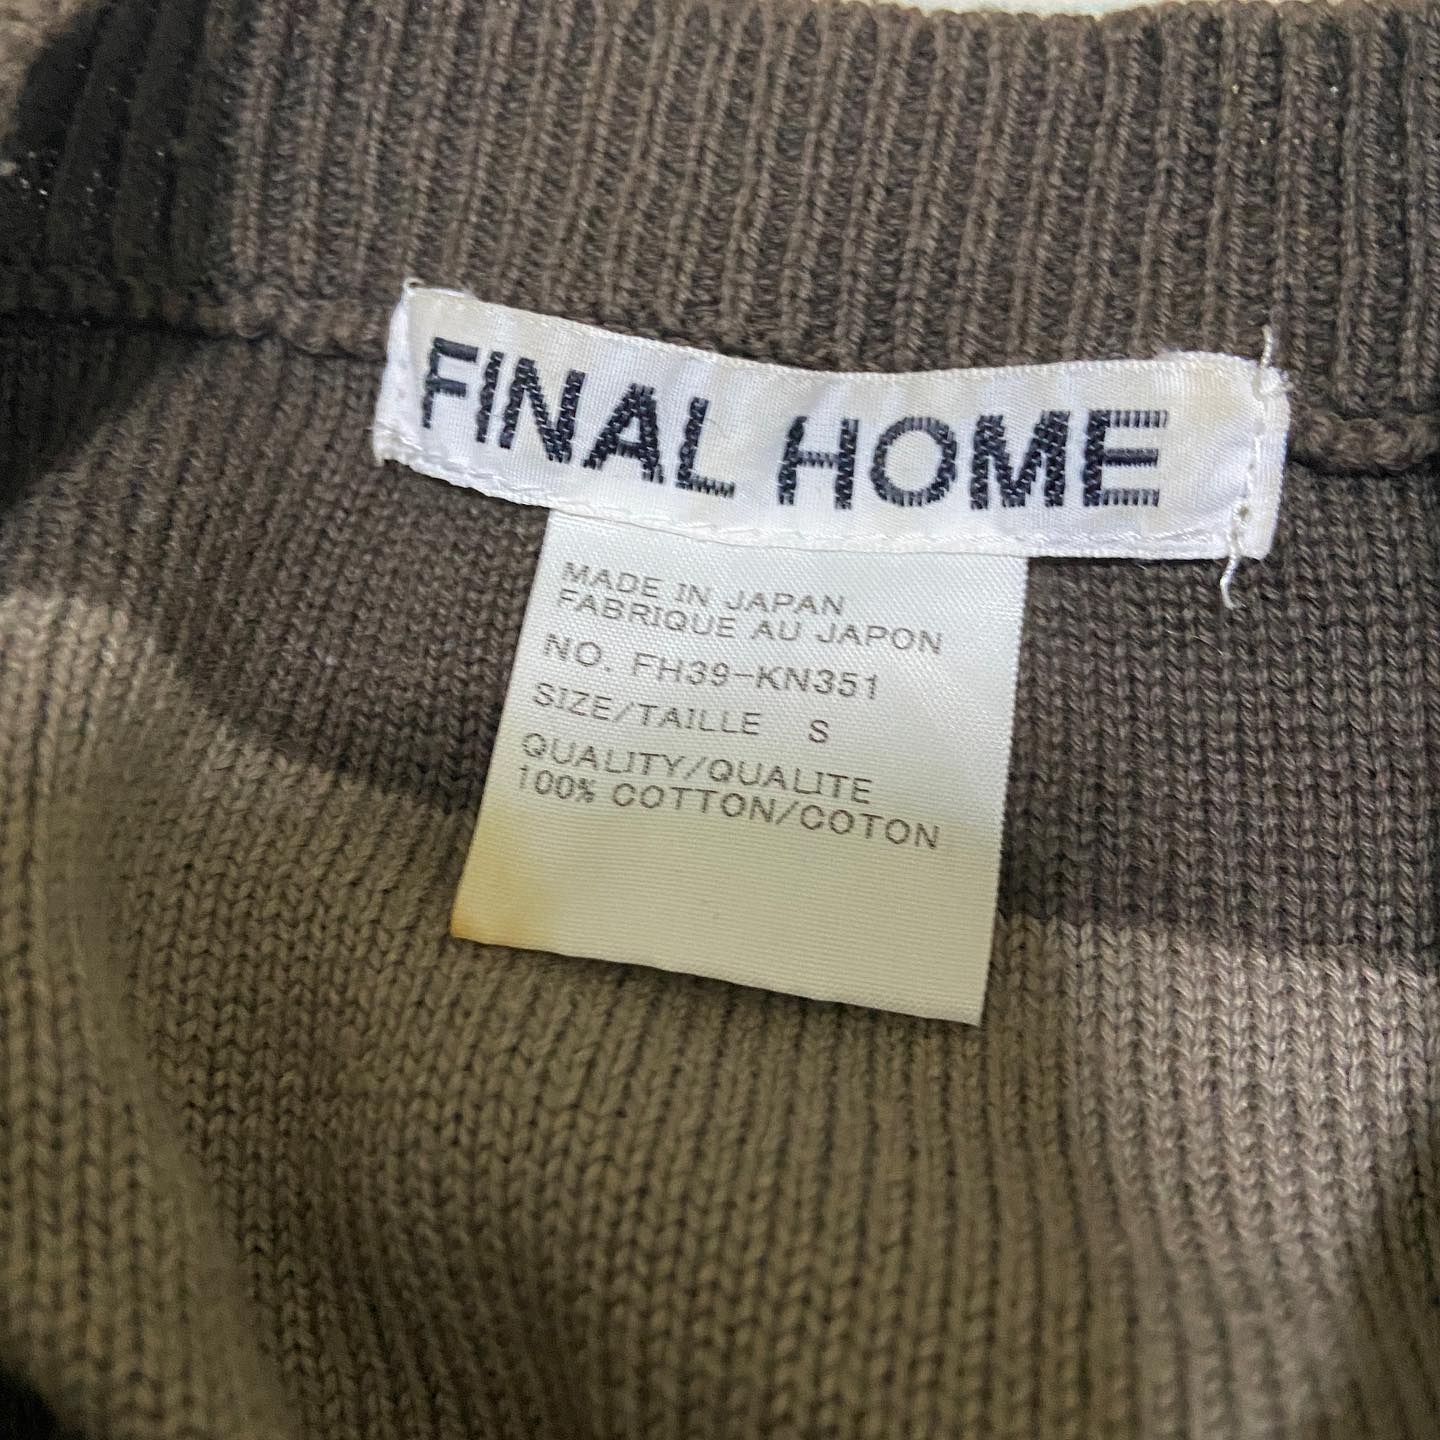 FINAL HOME
MADE IN JAPAN
FABRIQUE AU JAPON
NO. FH39-KN351
SIZE/TAILLE S
QUALITY/QUALITE
100% COTTON/COTON